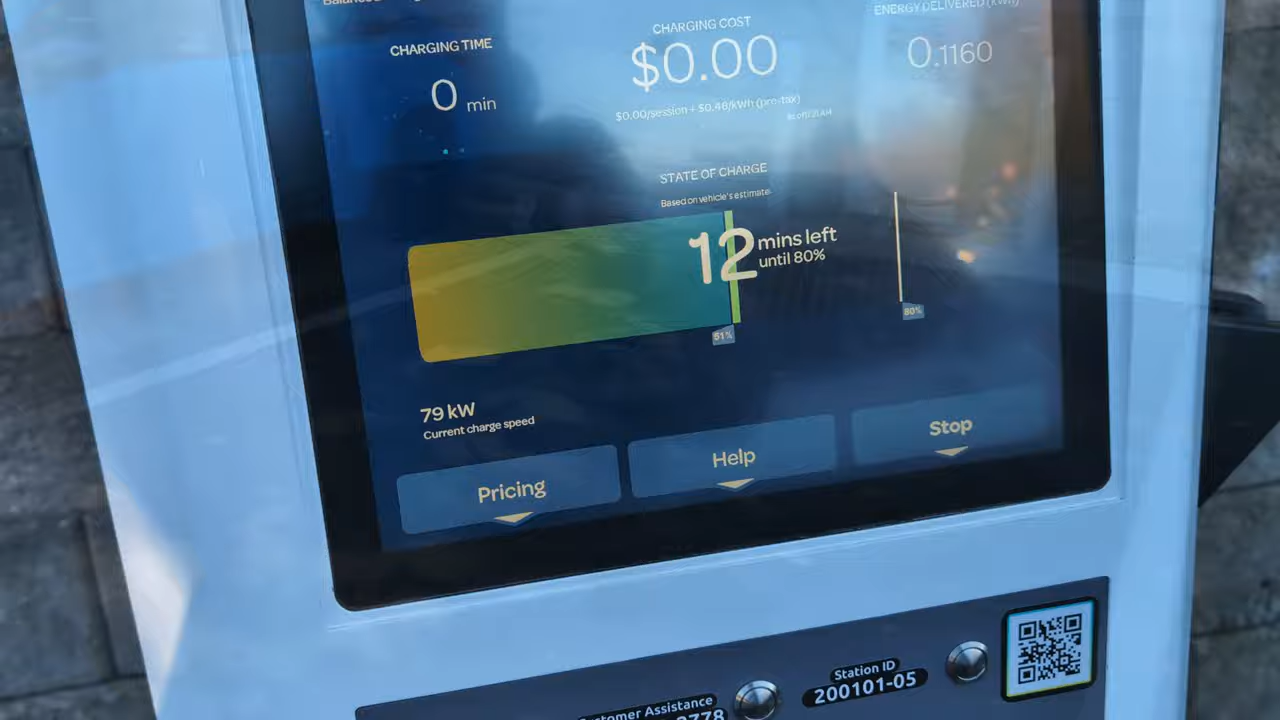 CHARGING TIME
0 min
CHARGING COST
$0.00
$0.00/session + $0.46/kWh (pre-tax)
ENERGY DELIVERED (kWh)
0.1160
STATE OF CHARGE
Based on vehicle's estimate
12 mins left
until 80%
51%
80%
79 kW
Current charge speed
Pricing
Help
Stop
Customer Assistance
Station ID
200101-05